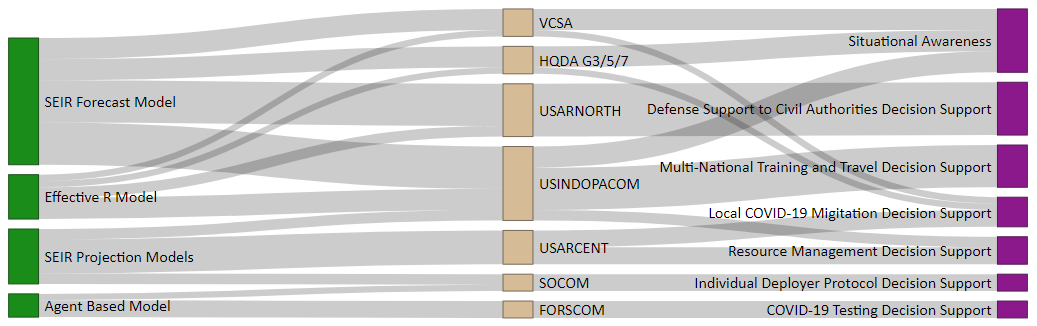 SEIR Forecast Model
Effective R Model
SEIR Projection Models
Agent Based Model
VCSA
HQDA G3/5/7
USARNORTH
USINDOPACOM
USARCENT
SOCOM
FORSCOM
Situational Awareness
Defense Support to Civil Authorities Decision Support
Multi-National Training and Travel Decision Support
Local COVID-19 Migitation Decision Support
Resource Management Decision Support
Individual Deployer Protocol Decision Support
COVID-19 Testing Decision Support